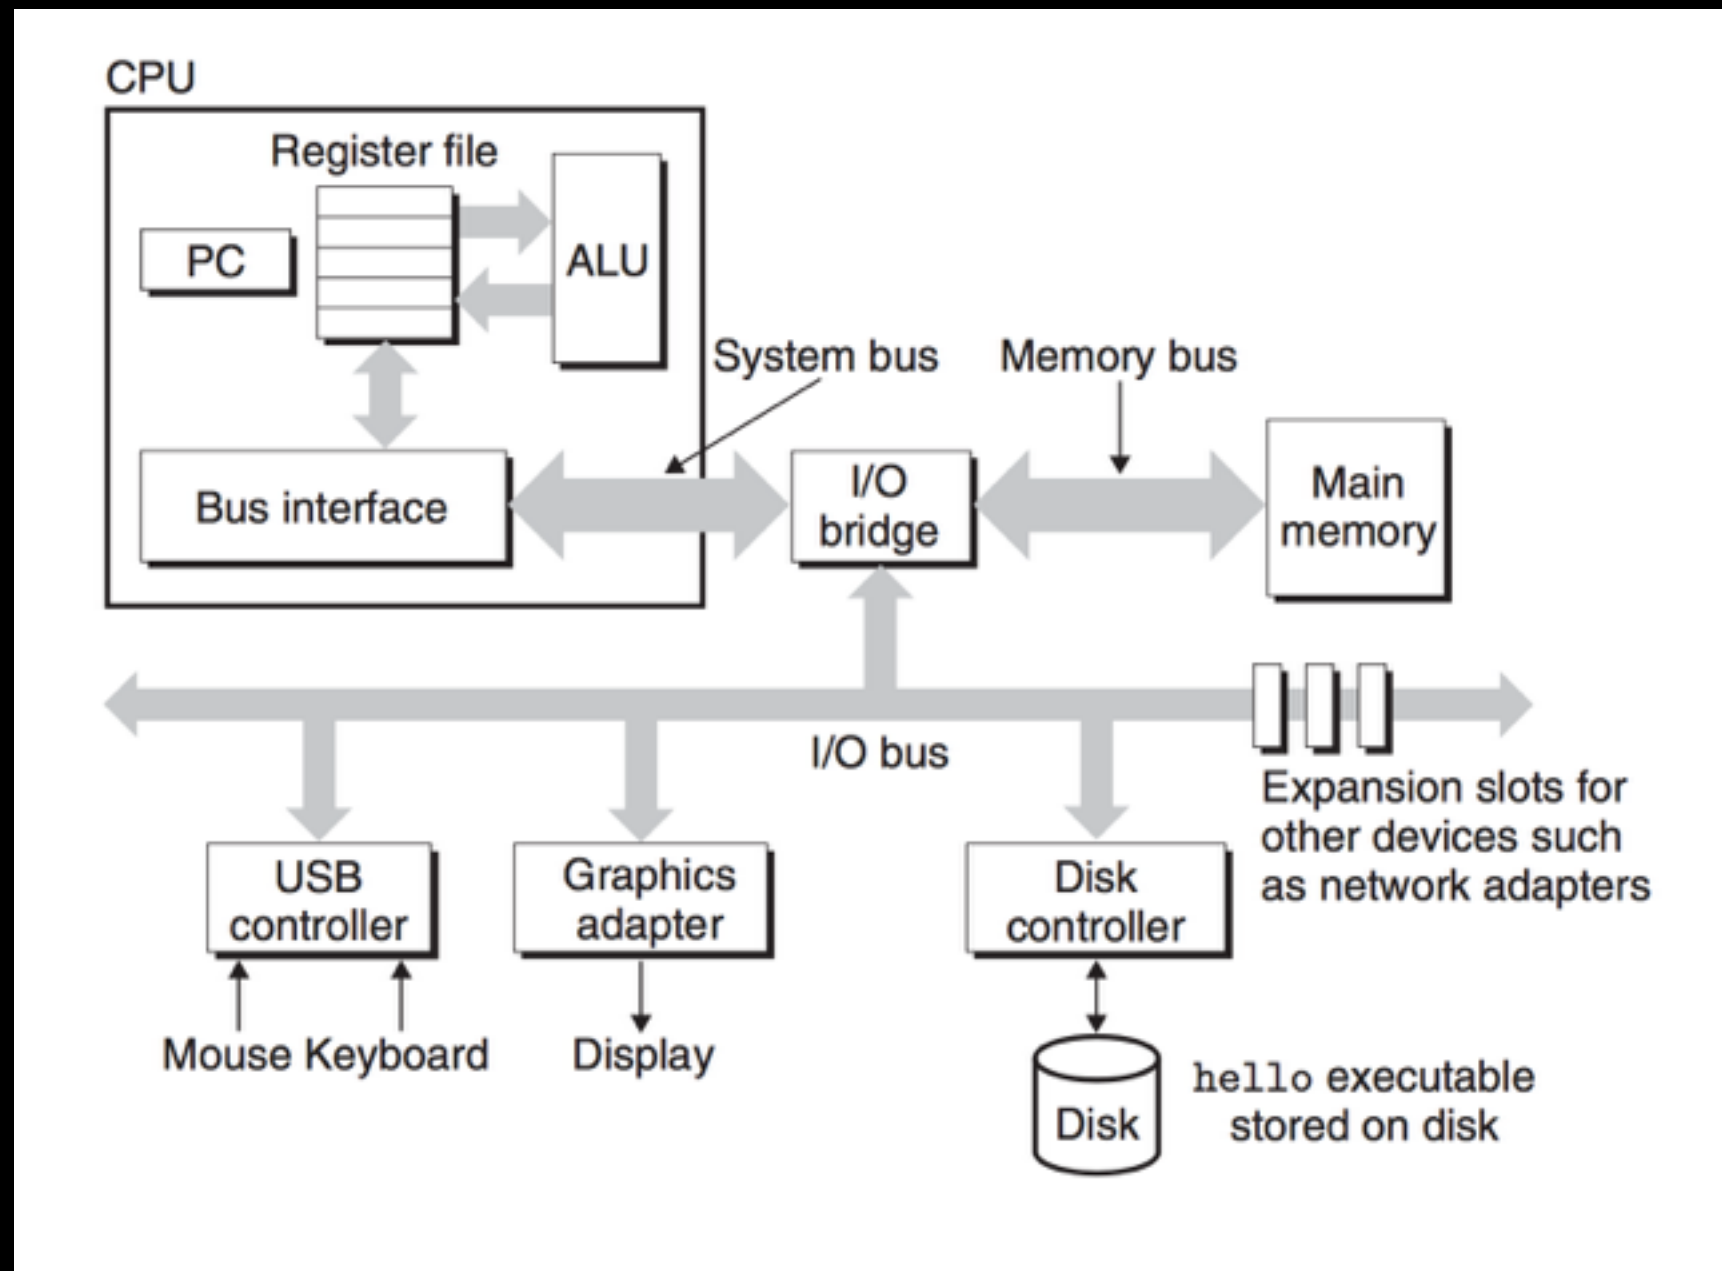 CPU
Register file
PC
ALU
System bus
Memory bus
Bus interface
I/O
bridge
Main
memory
I/O bus
Expansion slots for
other devices such
as network adapters
USB
controller
Graphics
adapter
Disk
controller
Mouse
Keyboard
Display
Disk
hello executable
stored on disk